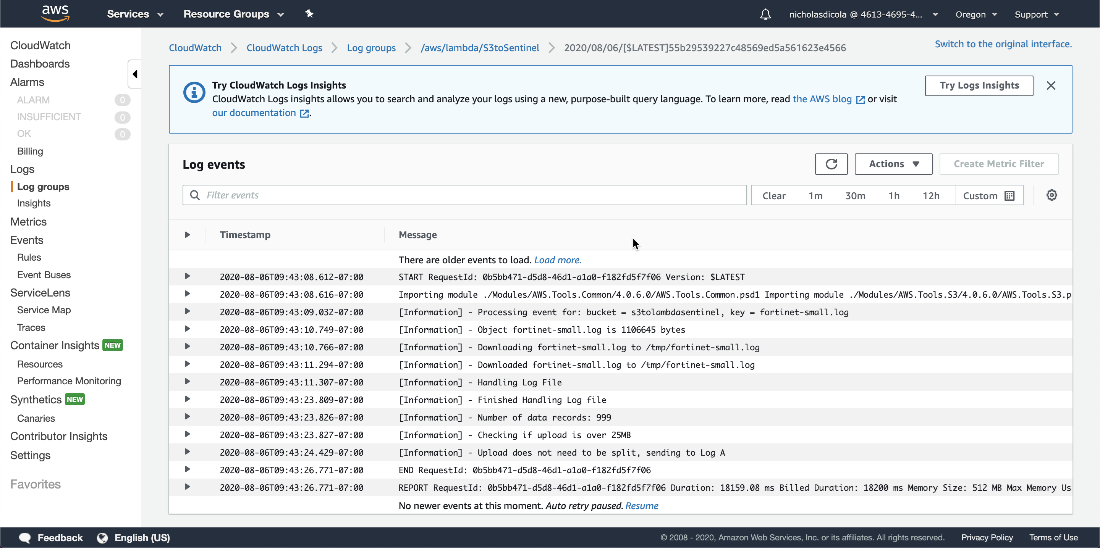 aws Services Resource Groups nicholasdicola @ 4613-4695-4... Oregon Support
CloudWatch
Dashboards
Alarms
ALARM 0
INSUFFICIENT 0
OK 0
Billing
Logs
Log groups
Insights
Metrics
Events
Rules
Event Buses
ServiceLens
Service Map
Traces
Container Insights NEW
Resources
Performance Monitoring
Synthetics NEW
Canaries
Contributor Insights
Settings
Favorites
CloudWatch CloudWatch Logs Log groups /aws/lambda/S3toSentinel 2020/08/06/[$LATEST]55b29539227c48569ed5a561623e4566
Switch to the original interface.
Try CloudWatch Logs Insights
CloudWatch Logs insights allows you to search and analyze your logs using a new, purpose-built query language. To learn more, read the AWS blog or visit
our documentation .
Try Logs Insights
Log events
Actions Create Metric Filter
Filter events
Clear 1m 30m 1h 12h Custom
Timestamp Message
There are older events to load. Load more.
2020-08-06T09:43:08.612-07:00 START RequestId: 0b5bb471-d5d8-46d1-a1a0-f182fd5f7f06 Version: $LATEST
2020-08-06T09:43:08.616-07:00 Importing module ./Modules/AWS.Tools.Common/4.0.6.0/AWS.Tools.Common.psd1 Importing module ./Modules/AWS.Tools.S3/4.0.6.0/AWS.Tools.S3.p
2020-08-06T09:43:09.032-07:00 [Information] - Processing event for: bucket = s3tolambdasentinel, key = fortinet-small.log
2020-08-06T09:43:10.749-07:00 [Information] - Object fortinet-small.log is 1106645 bytes
2020-08-06T09:43:10.766-07:00 [Information] - Downloading fortinet-small.log to /tmp/fortinet-small.log
2020-08-06T09:43:11.294-07:00 [Information] - Downloaded fortinet-small.log to /tmp/fortinet-small.log
2020-08-06T09:43:11.307-07:00 [Information] - Handling Log File
2020-08-06T09:43:23.809-07:00 [Information] - Finished Handling Log file
2020-08-06T09:43:23.826-07:00 [Information] - Number of data records: 999
2020-08-06T09:43:23.827-07:00 [Information] - Checking if upload is over 25MB
2020-08-06T09:43:24.429-07:00 [Information] - Upload does not need to be split, sending to Log A
2020-08-06T09:43:26.771-07:00 END RequestId: 0b5bb471-d5d8-46d1-a1a0-f182fd5f7f06
2020-08-06T09:43:26.771-07:00 REPORT RequestId: 0b5bb471-d5d8-46d1-a1a0-f182fd5f7f06 Duration: 18159.08 ms Billed Duration: 18200 ms Memory Size: 512 MB Max Memory Us
No newer events at this moment. Auto retry paused. Resume
Feedback English (US) © 2008 - 2020, Amazon Web Services, Inc. or its affiliates. All rights reserved. Privacy Policy Terms of Use